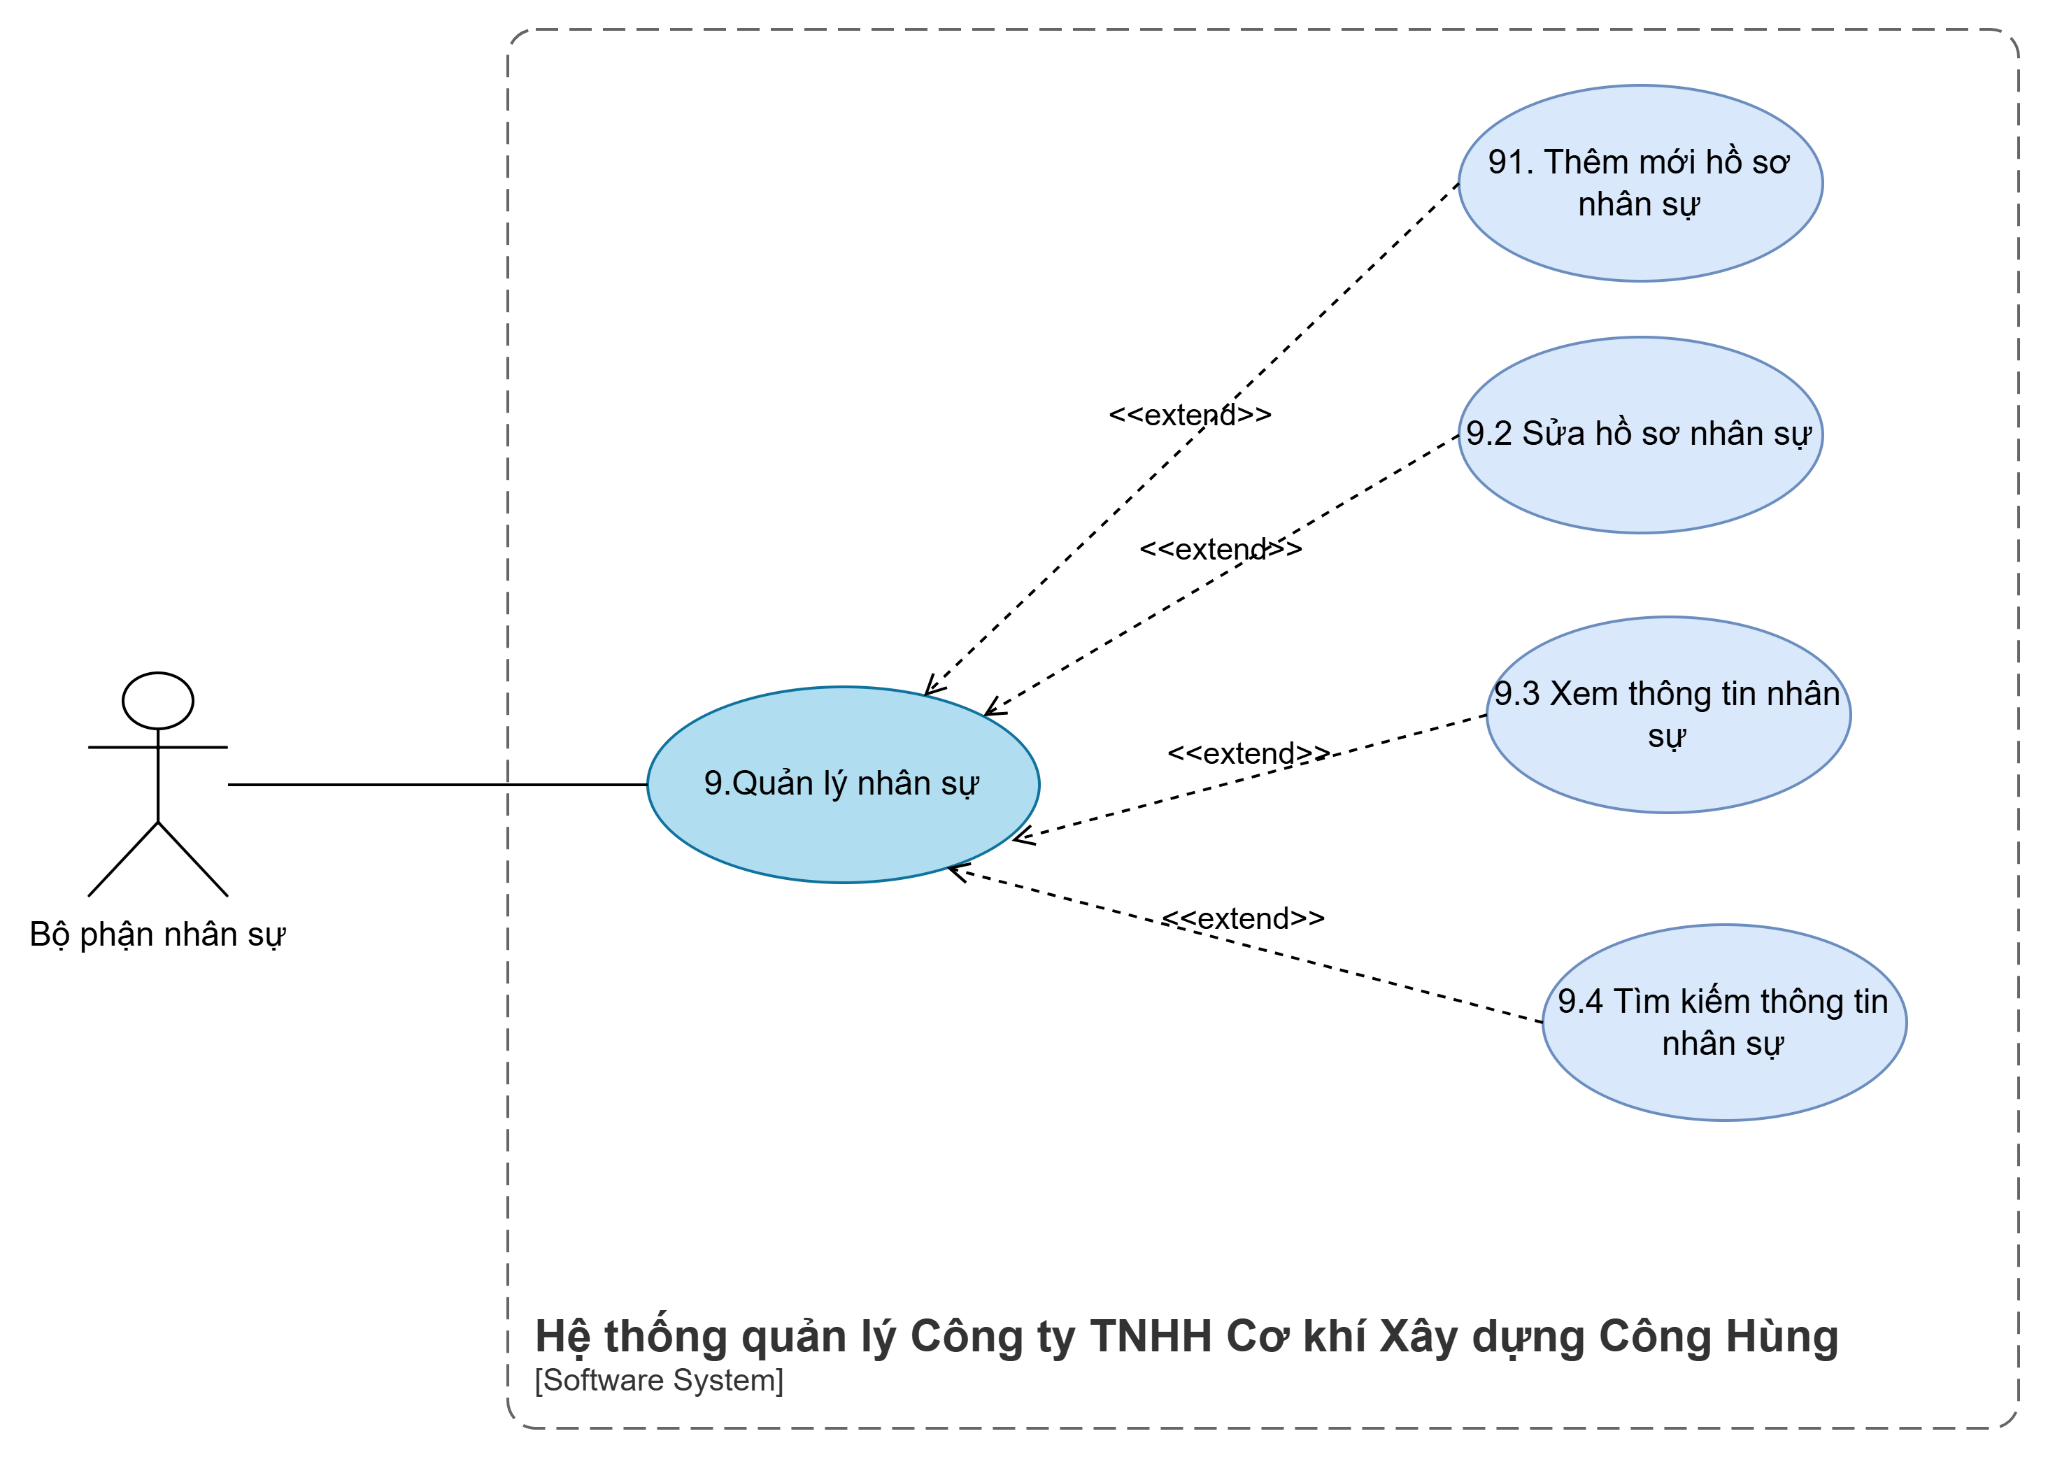 91. Thêm mới hồ sơ
nhân sự
<<extend>>
9.2 Sửa hồ sơ nhân sự
<<extend>>
9.3 Xem thông tin nhân
sự
<<extend>>
9.Quản lý nhân sự
<<extend>>
Bộ phận nhân sự
9.4 Tìm kiếm thông tin
nhân sự
Hệ thống quản lý Công ty TNHH Cơ khí Xây dựng Công Hùng
[Software System]